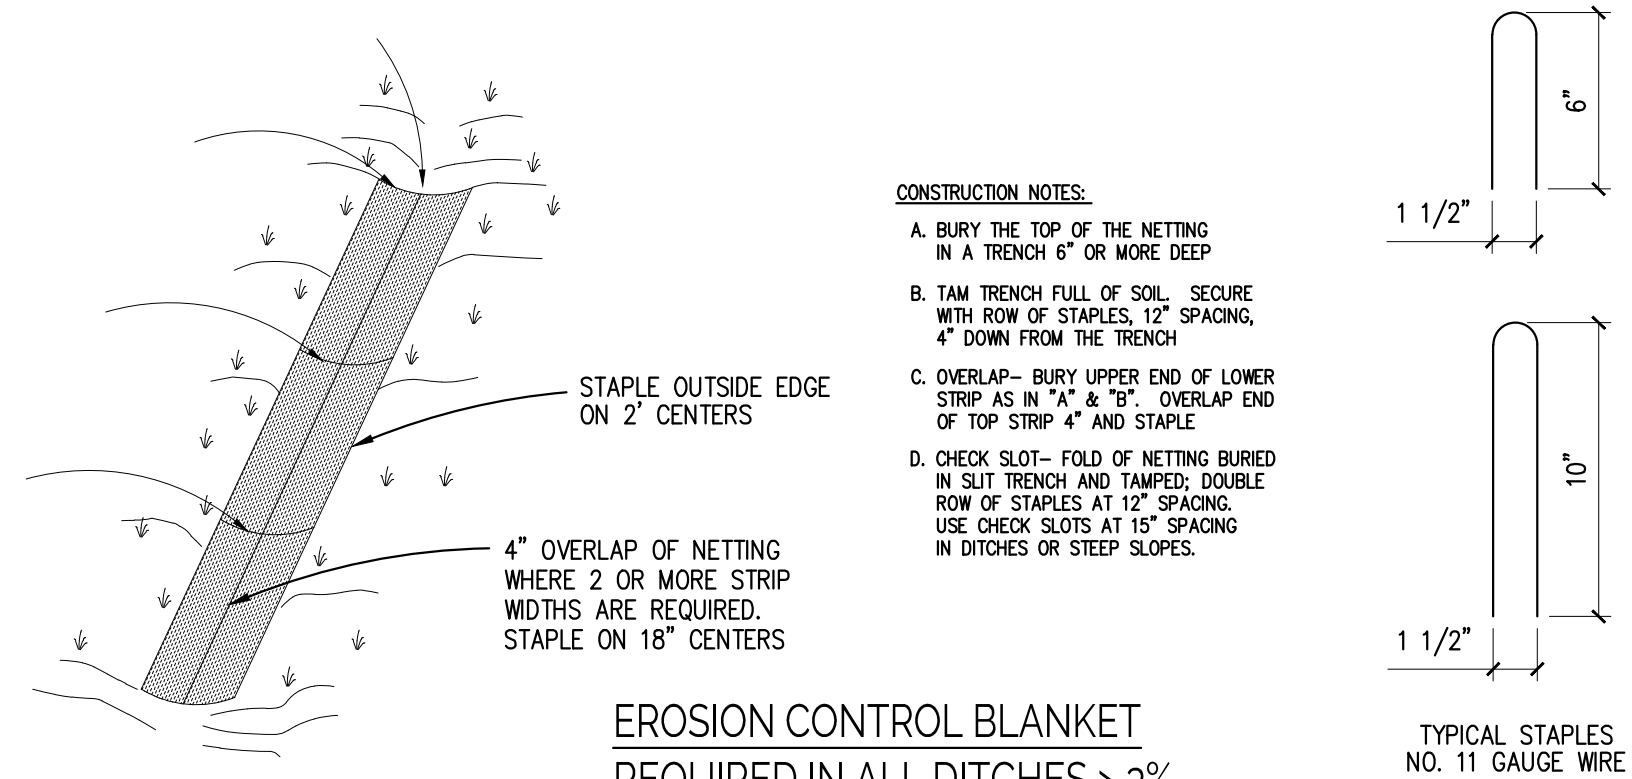 6"
CONSTRUCTION NOTES:
1 1/2"
A. BURY THE TOP OF THE NETTING
IN A TRENCH 6" OR MORE DEEP
B. TAM TRENCH FULL OF SOIL. SECURE
WITH ROW OF STAPLES, 12" SPACING,
4" DOWN FROM THE TRENCH
C. OVERLAP- BURY UPPER END OF LOWER
STRIP AS IN "A" & "B". OVERLAP END
OF TOP STRIP 4" AND STAPLE
D. CHECK SLOT- FOLD OF NETTING BURIED
IN SLIT TRENCH AND TAMPED; DOUBLE
ROW OF STAPLES AT 12" SPACING.
USE CHECK SLOTS AT 15" SPACING
IN DITCHES OR STEEP SLOPES.
STAPLE OUTSIDE EDGE
ON 2' CENTERS
4" OVERLAP OF NETTING
WHERE 2 OR MORE STRIP
WIDTHS ARE REQUIRED.
STAPLE ON 18" CENTERS
10"
1 1/2"
TYPICAL STAPLES
NO. 11 GAUGE WIRE
EROSION CONTROL BLANKET
REQUIRED IN ALL DITCHES >